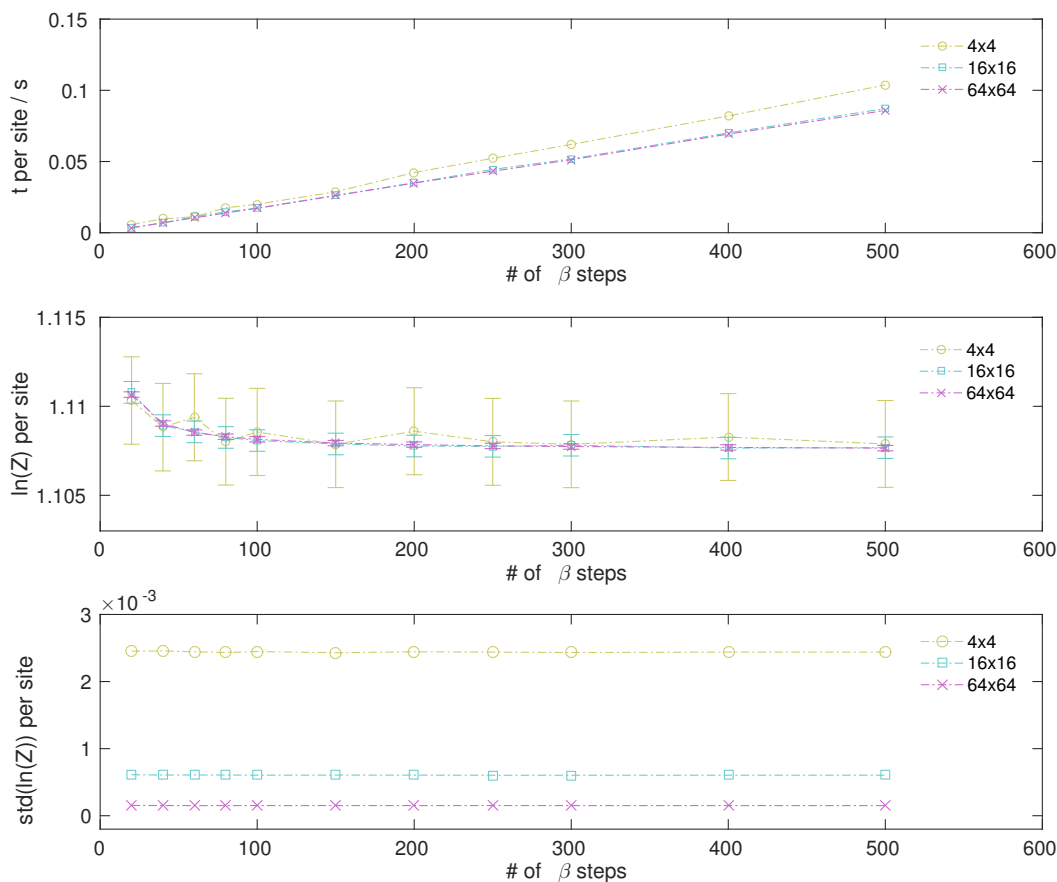 0.15
0.1
0.05
0
t per site / s
4x4
16x16
64x64
0 100 200 300 400 500 600
# of β steps
1.115
1.11
1.105
ln(Z) per site
4x4
16x16
64x64
0 100 200 300 400 500 600
# of β steps
×10⁻³
3
2
1
0
std(ln(Z)) per site
4x4
16x16
64x64
0 100 200 300 400 500 600
# of β steps